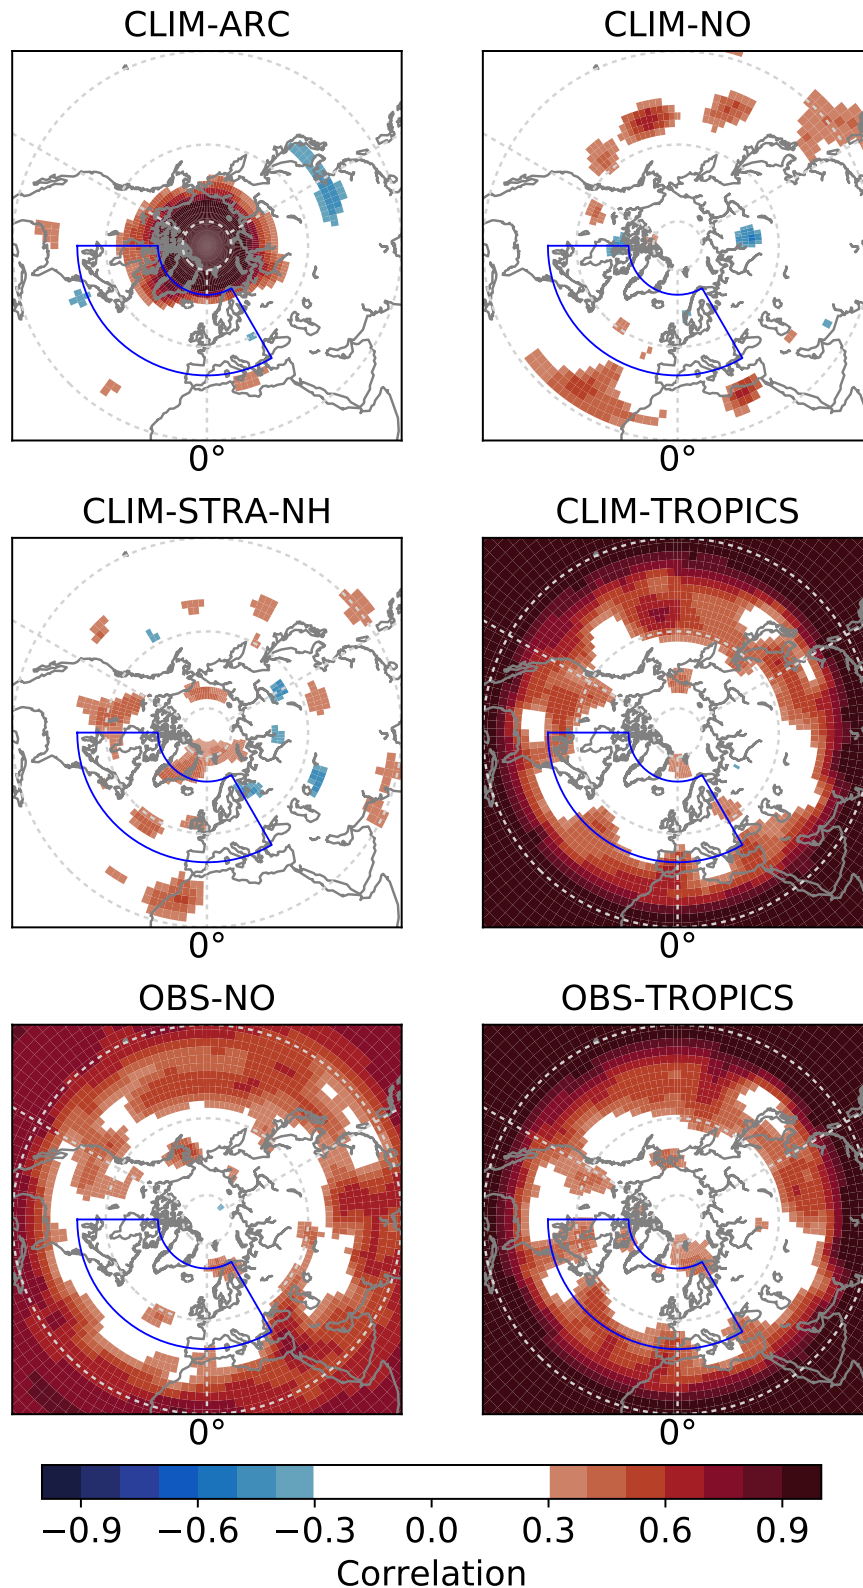 CLIM-ARC CLIM-NO
0° 0°
CLIM-STRA-NH CLIM-TROPICS
0° 0°
OBS-NO OBS-TROPICS
0° 0°
−0.9 −0.6 −0.3 0.0 0.3 0.6 0.9
Correlation